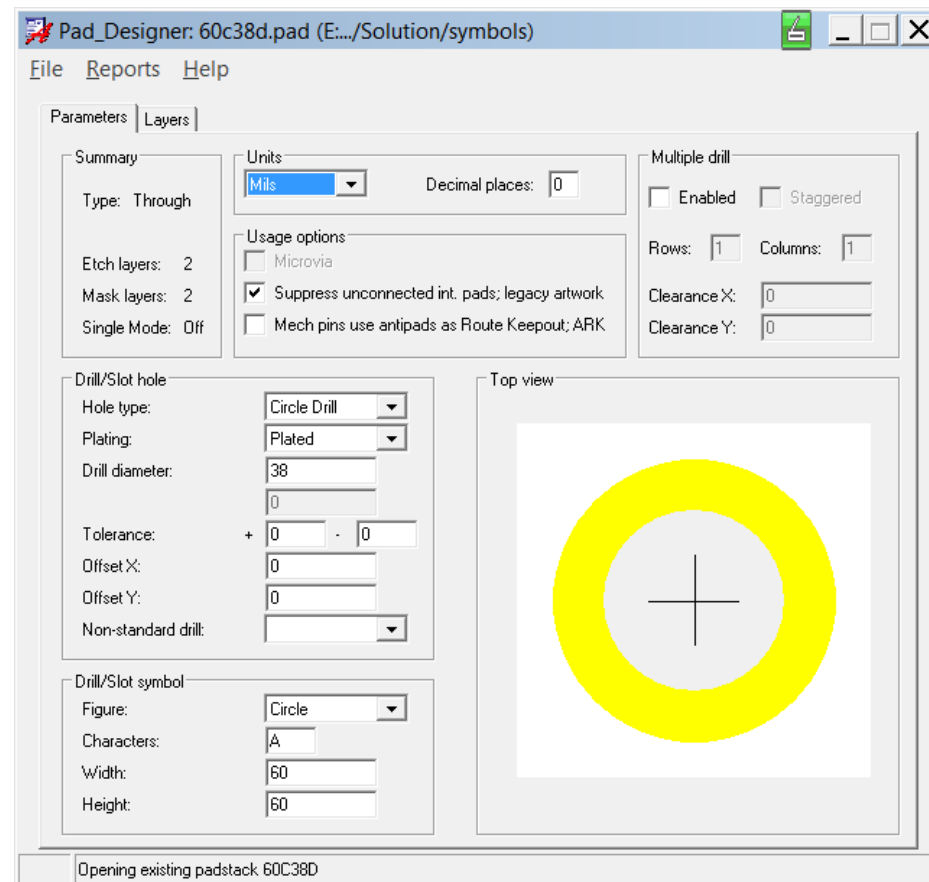 Pad_Designer: 60c38d.pad (E:.../Solution/symbols)
File Reports Help
Parameters Layers
Summary
Type: Through
Etch layers: 2
Mask layers: 2
Single Mode: Off
Units
Mils
Decimal places: 0
Usage options
Microvia
Suppress unconnected int. pads; legacy artwork
Mech pins use antipads as Route Keepout; ARK
Multiple drill
Enabled Staggered
Rows: 1 Columns: 1
Clearance X: 0
Clearance Y: 0
Drill/Slot hole
Hole type: Circle Drill
Plating: Plated
Drill diameter: 38
0
Tolerance: + 0 - 0
Offset X: 0
Offset Y: 0
Non-standard drill:
Drill/Slot symbol
Figure: Circle
Characters: A
Width: 60
Height: 60
Top view
Opening existing padstack 60C38D